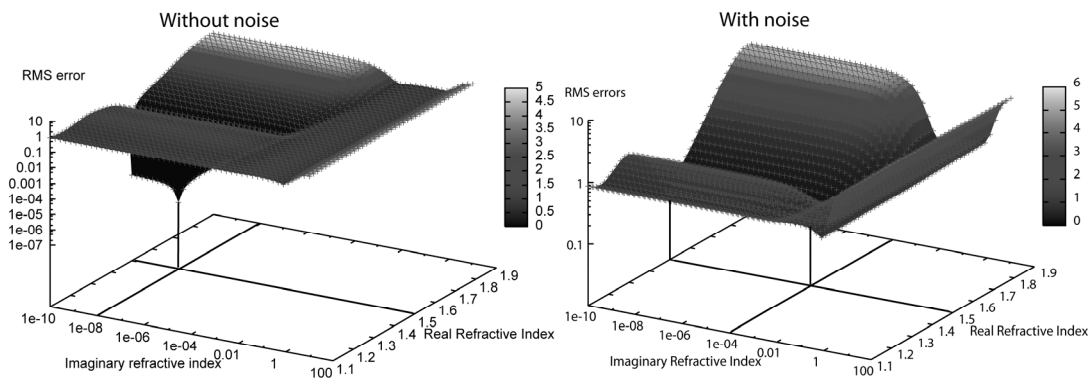 Without noise
RMS error
10
1
0.1
0.01
0.001
1e-04
1e-05
1e-06
1e-07
5
4.5
4
3.5
3
2.5
2
1.5
1
0.5
0
1e-10
1e-08
1e-06
1e-04
0.01
1
100
Imaginary refractive index
1.1
1.2
1.3
1.4
1.5
1.6
1.7
1.8
1.9
Real Refractive Index
With noise
RMS errors
10
1
0.1
6
5
4
3
2
1
0
1e-10
1e-08
1e-06
1e-04
0.01
1
100
Imaginary Refractive Index
1.1
1.2
1.3
1.4
1.5
1.6
1.7
1.8
1.9
Real Refractive Index